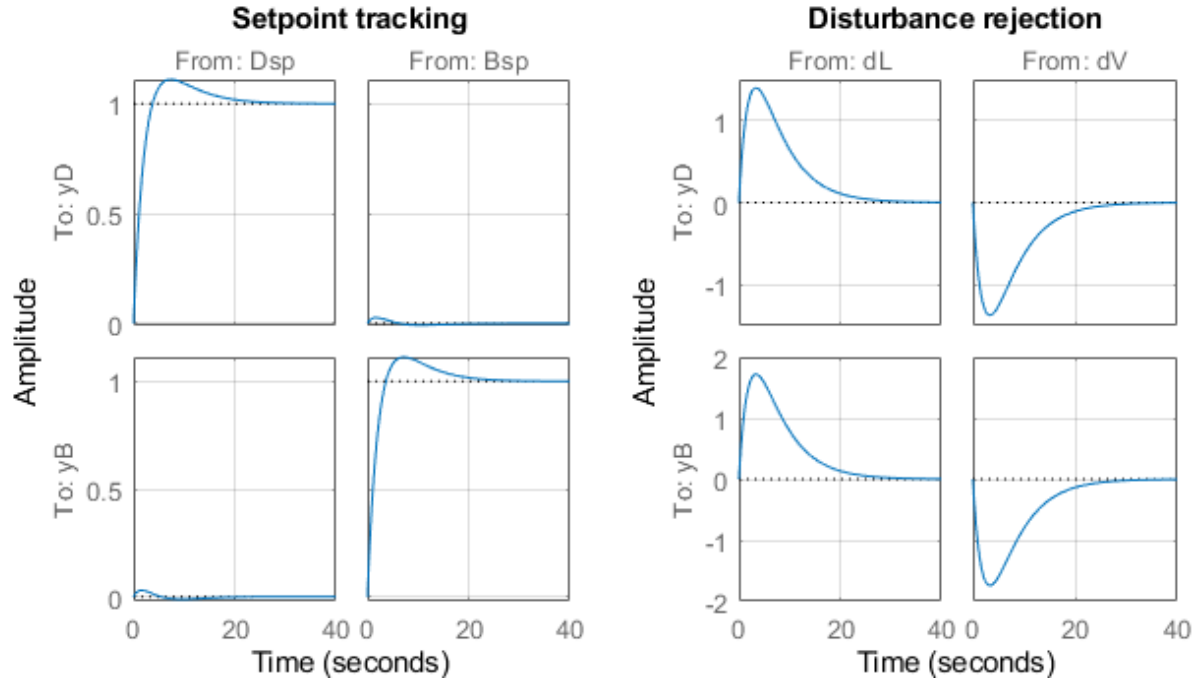 Setpoint tracking
From: Dsp
From: Bsp
Amplitude
To: yD
1
0.5
0
To: yB
1
0.5
0
0
20
40
0
20
40
Time (seconds)
Disturbance rejection
From: dL
From: dV
Amplitude
To: yD
1
0
-1
To: yB
2
1
0
-1
-2
0
20
40
0
20
40
Time (seconds)